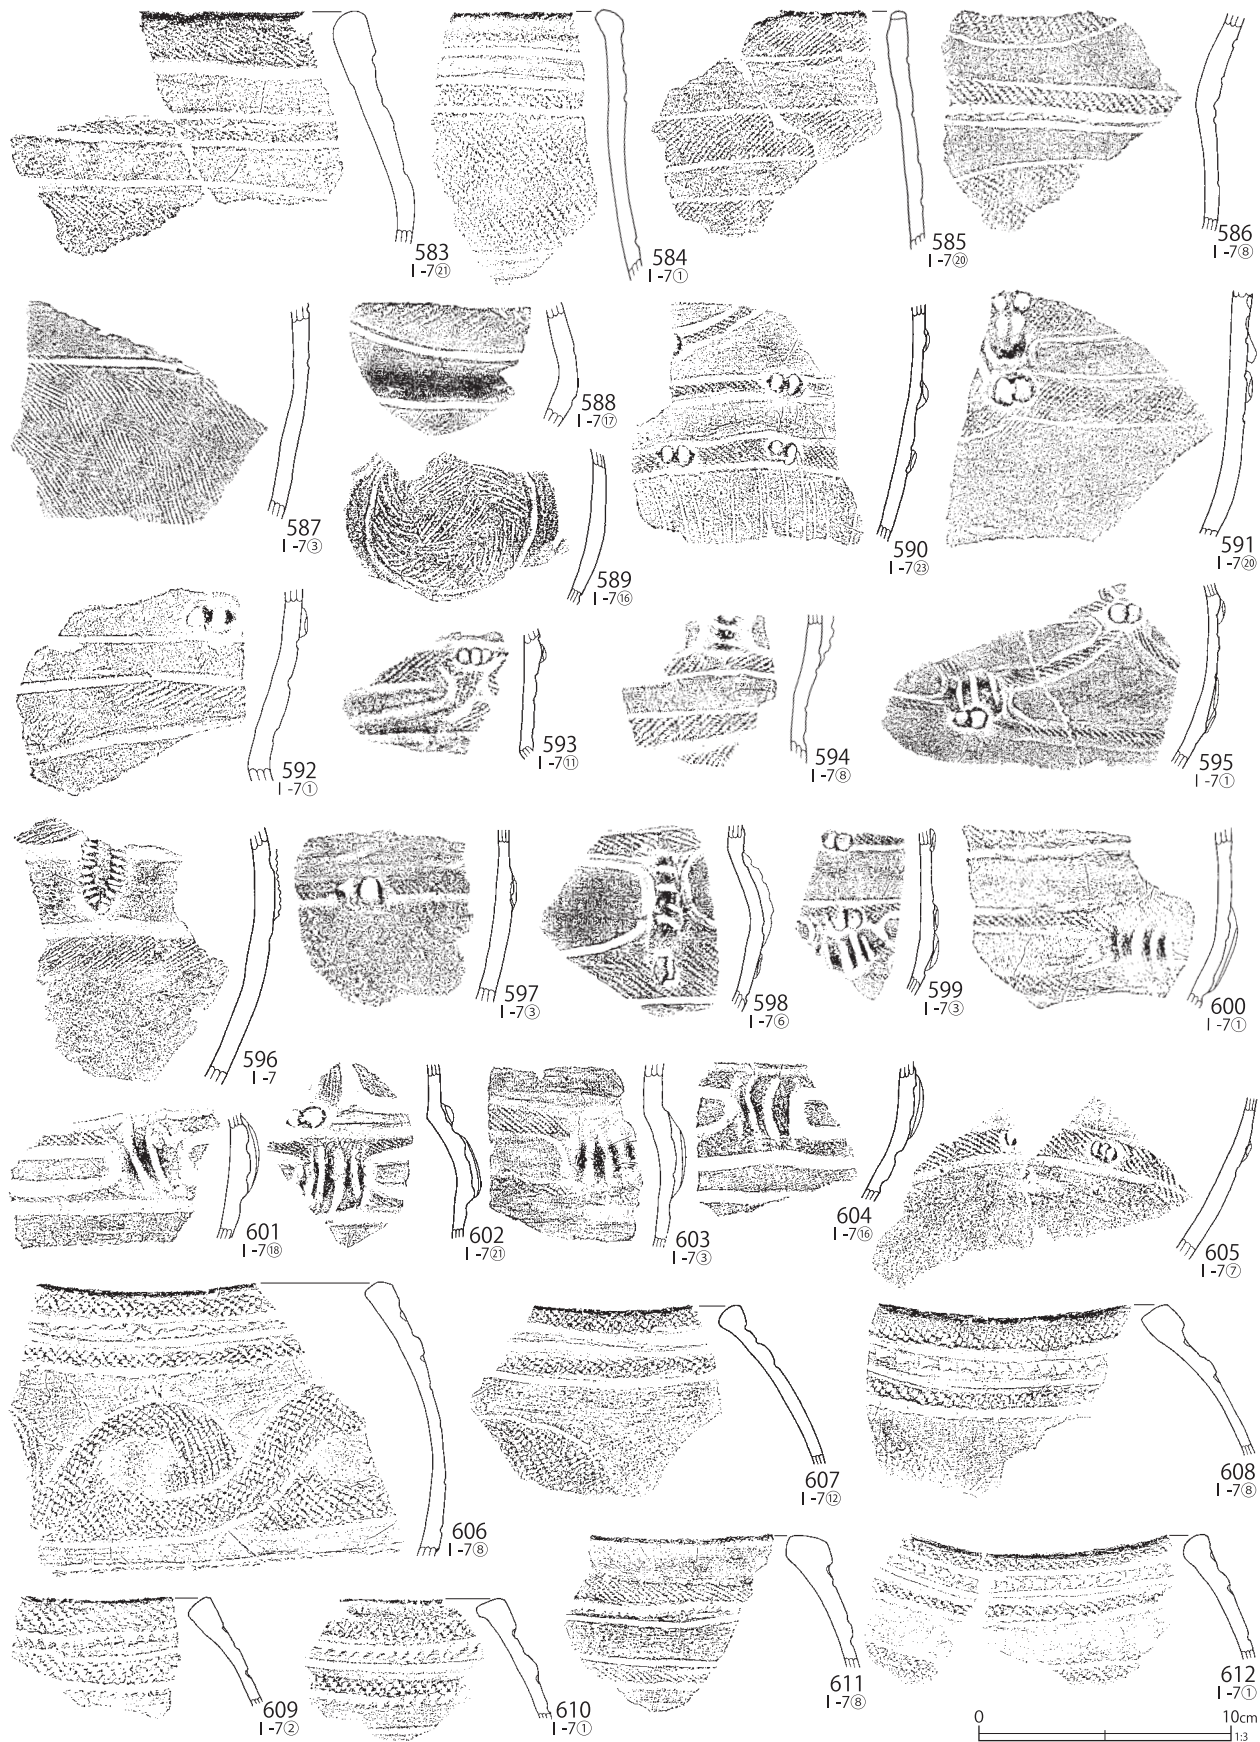 583
I -7㉑
584
I -7①
585
I -7⑳
586
I -7⑧
587
I -7③
588
I -7⑰
589
I -7⑯
590
I -7㉓
591
I -7⑳
592
I -7①
593
I -7⑪
594
I -7⑧
595
I -7①
596
I -7
597
I -7③
598
I -7⑥
599
I -7③
600
I -7①
601
I -7⑱
602
I -7㉑
603
I -7③
604
I -7⑯
605
I -7⑦
606
I -7⑧
607
I -7⑫
608
I -7⑧
609
I -7②
610
I -7①
611
I -7⑧
612
I -7①
0 10cm
1:3